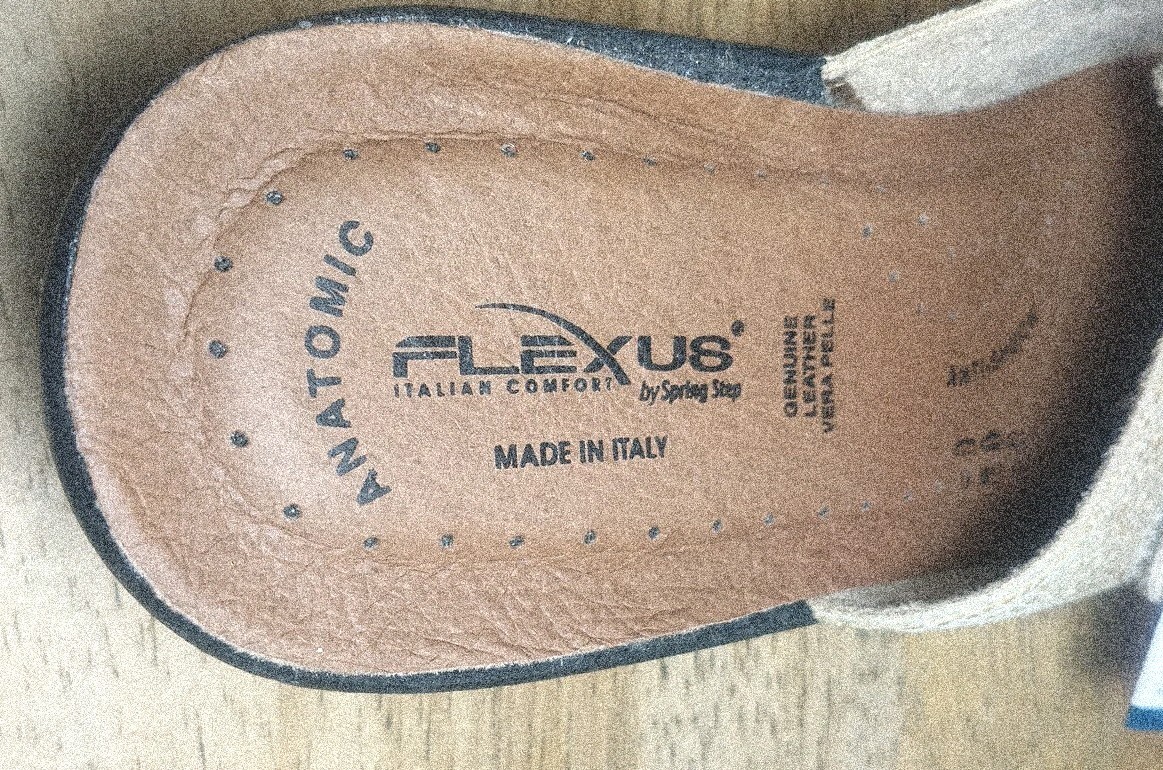 ANATOMIC
FLEXUS®
ITALIAN COMFORT by Spring Step
MADE IN ITALY
GENUINE
LEATHER
VERA PELLE